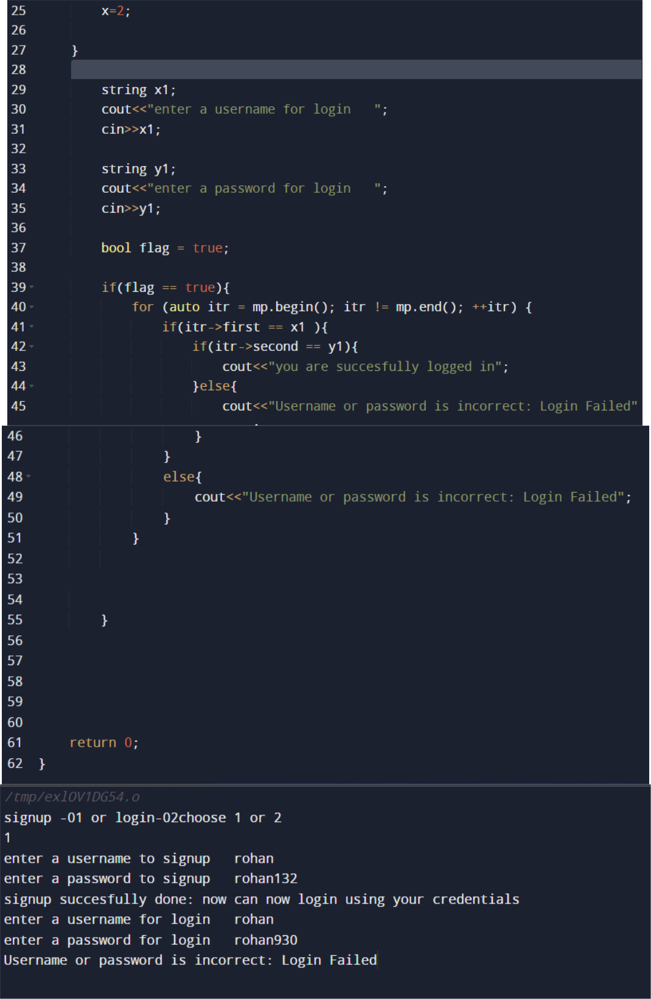 25 x=2;
26
27 }
28
29 string x1;
30 cout<<"enter a username for login   ";
31 cin>>x1;
32
33 string y1;
34 cout<<"enter a password for login   ";
35 cin>>y1;
36
37 bool flag = true;
38
39 if(flag == true){
40 for (auto itr = mp.begin(); itr != mp.end(); ++itr) {
41 if(itr->first == x1 ){
42 if(itr->second == y1){
43 cout<<"you are succesfully logged in";
44 }else{
45 cout<<"Username or password is incorrect: Login Failed"
46 }
47 }
48 else{
49 cout<<"Username or password is incorrect: Login Failed";
50 }
51 }
52
53
54
55 }
56
57
58
59
60
61 return 0;
62 }
/tmp/exlOV1DG54.o
signup -01 or login-02choose 1 or 2
1
enter a username to signup   rohan
enter a password to signup   rohan132
signup succesfully done: now can now login using your credentials
enter a username for login   rohan
enter a password for login   rohan930
Username or password is incorrect: Login Failed